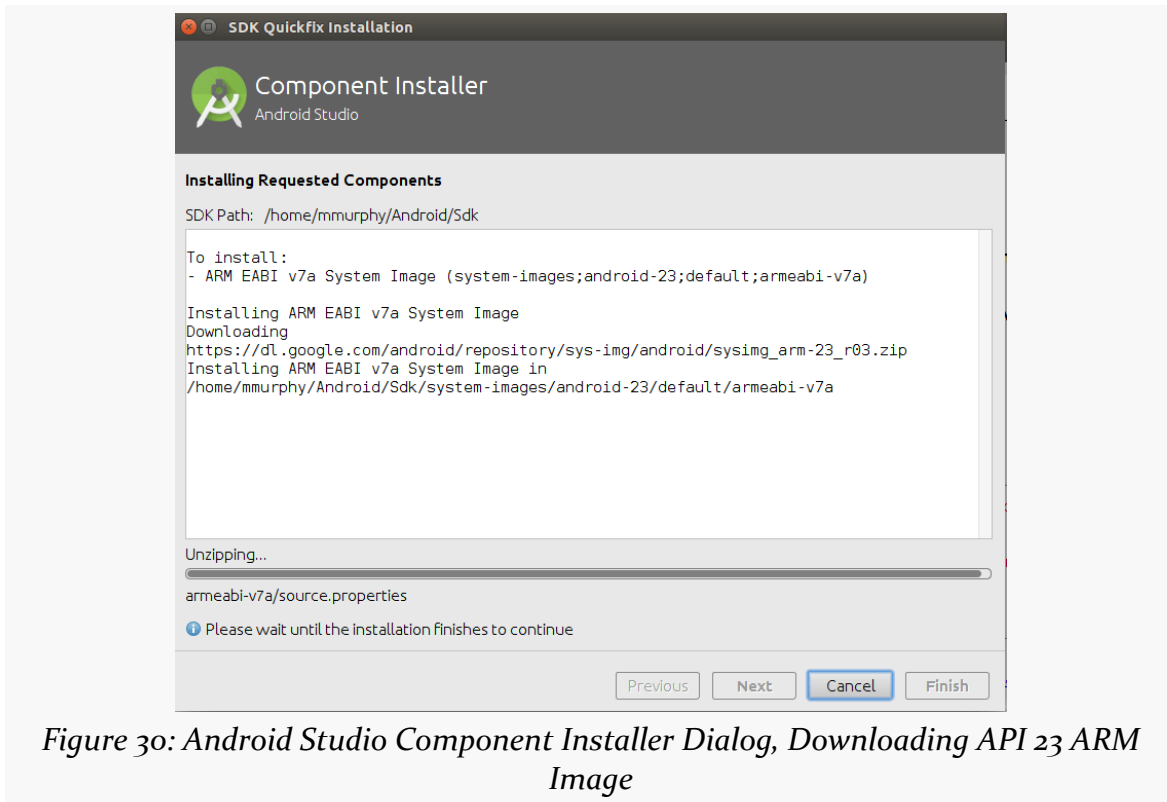 SDK Quickfix Installation
Component Installer
Android Studio
Installing Requested Components
SDK Path: /home/mmurphy/Android/Sdk
To install:
- ARM EABI v7a System Image (system-images;android-23;default;armeabi-v7a)
Installing ARM EABI v7a System Image
Downloading
https://dl.google.com/android/repository/sys-img/android/sysimg_arm-23_r03.zip
Installing ARM EABI v7a System Image in
/home/mmurphy/Android/Sdk/system-images/android-23/default/armeabi-v7a
Unzipping...
armeabi-v7a/source.properties
Please wait until the installation finishes to continue
Previous Next Cancel Finish
Figure 30: Android Studio Component Installer Dialog, Downloading API 23 ARM
Image